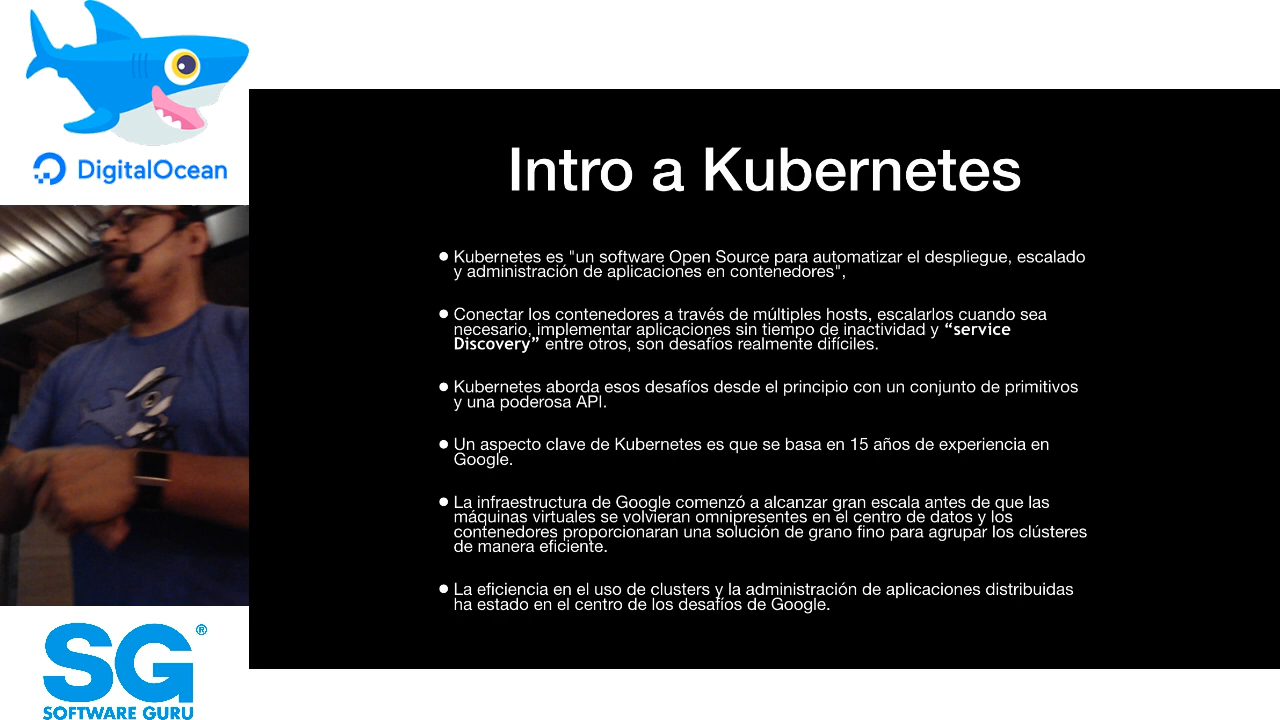 DigitalOcean
Intro a Kubernetes
● Kubernetes es "un software Open Source para automatizar el despliegue, escalado
y administración de aplicaciones en contenedores",
● Conectar los contenedores a través de múltiples hosts, escalarlos cuando sea
necesario, implementar aplicaciones sin tiempo de inactividad y “service
Discovery” entre otros, son desafíos realmente difíciles.
● Kubernetes aborda esos desafíos desde el principio con un conjunto de primitivos
y una poderosa API.
● Un aspecto clave de Kubernetes es que se basa en 15 años de experiencia en
Google.
● La infraestructura de Google comenzó a alcanzar gran escala antes de que las
máquinas virtuales se volvieran omnipresentes en el centro de datos y los
contenedores proporcionaran una solución de grano fino para agrupar los clústeres
de manera eficiente.
● La eficiencia en el uso de clusters y la administración de aplicaciones distribuidas
ha estado en el centro de los desafíos de Google.
SG®
SOFTWARE GURU